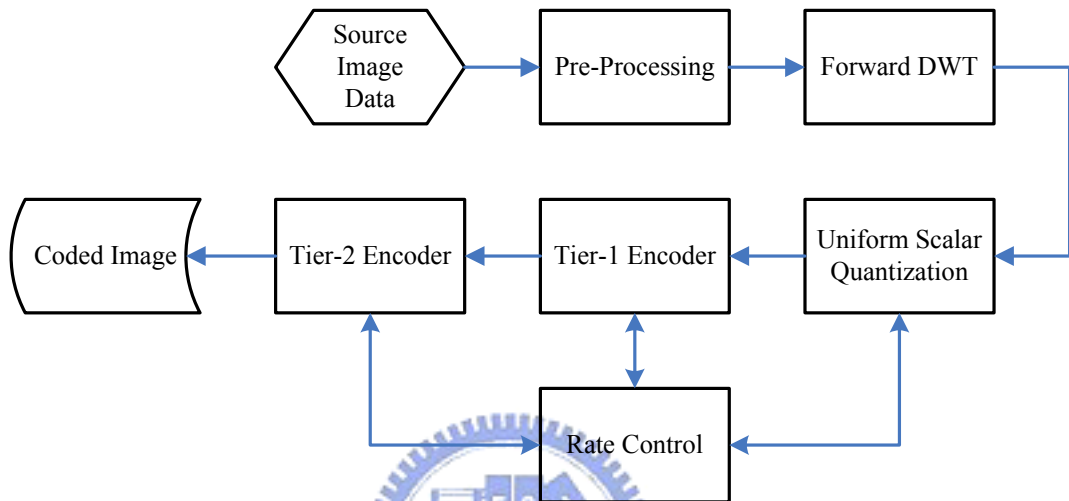 Source
Image
Data
Pre-Processing
Forward DWT
Coded Image
Tier-2 Encoder
Tier-1 Encoder
Uniform Scalar
Quantization
Rate Control